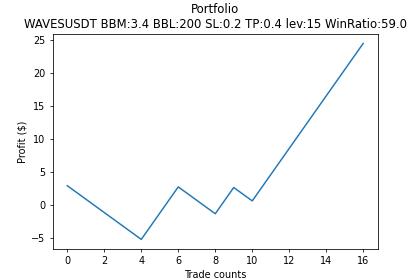 Portfolio
WAVESUSDT BBM:3.4 BBL:200 SL:0.2 TP:0.4 lev:15 WinRatio:59.0
25
20
15
10
5
0
−5
Profit ($)
0 2 4 6 8 10 12 14 16
Trade counts